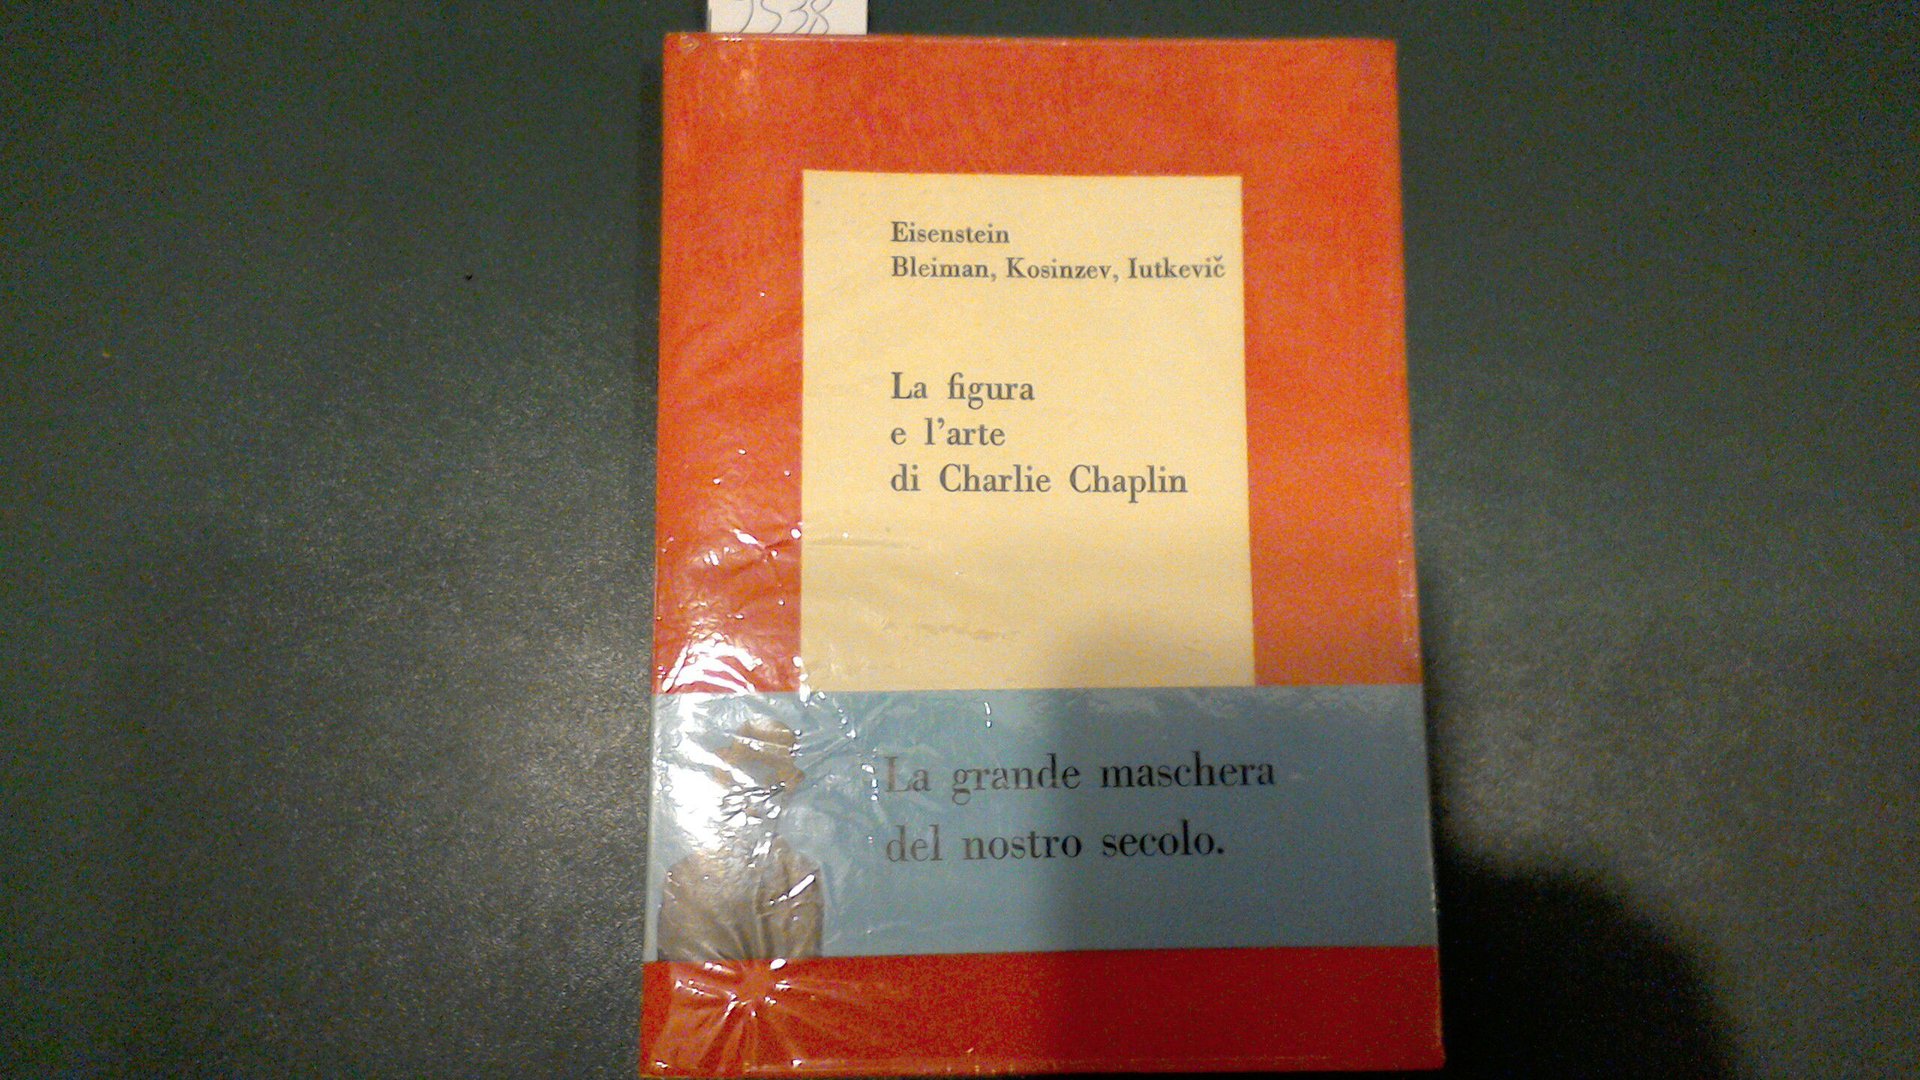 Eisenstein
Bleiman, Kosinzev, Iutkevič
La figura
e l'arte
di Charlie Chaplin
La grande maschera
del nostro secolo.